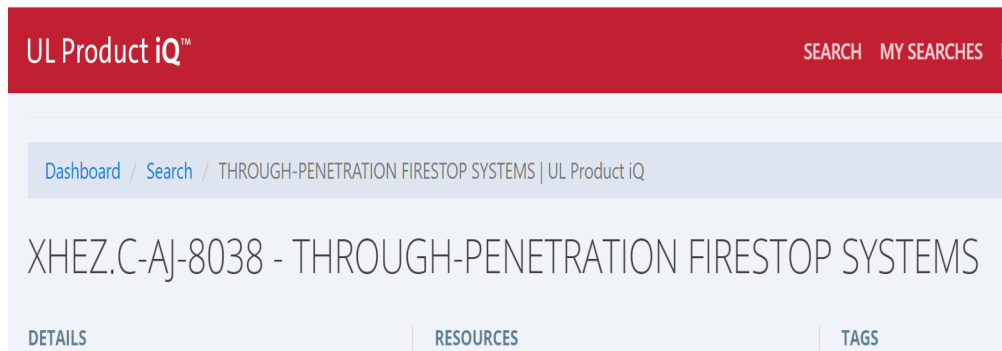 UL Product iQ™
SEARCH MY SEARCHES
Dashboard / Search / THROUGH-PENETRATION FIRESTOP SYSTEMS | UL Product iQ
XHEZ.C-AJ-8038 - THROUGH-PENETRATION FIRESTOP SYSTEMS
DETAILS RESOURCES TAGS